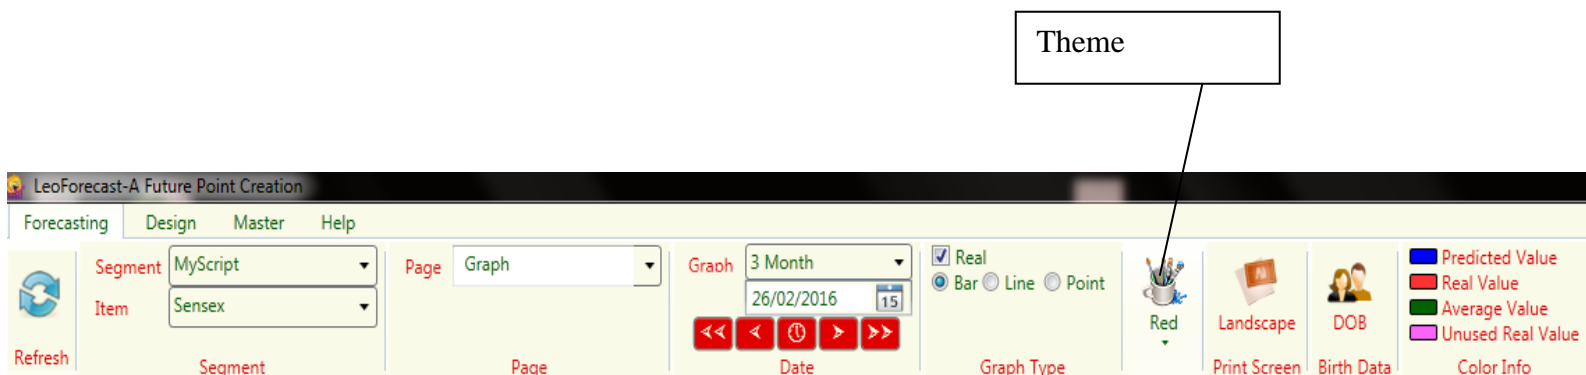 Theme
LeoForecast-A Future Point Creation
Forecasting Design Master Help
Refresh
Segment MyScript
Item Sensex
Segment
Page Graph
Page
Graph 3 Month
26/02/2016 15
Date
Real
Bar Line Point
Graph Type
Red
Landscape
Print Screen
DOB
Birth Data
Predicted Value
Real Value
Average Value
Unused Real Value
Color Info